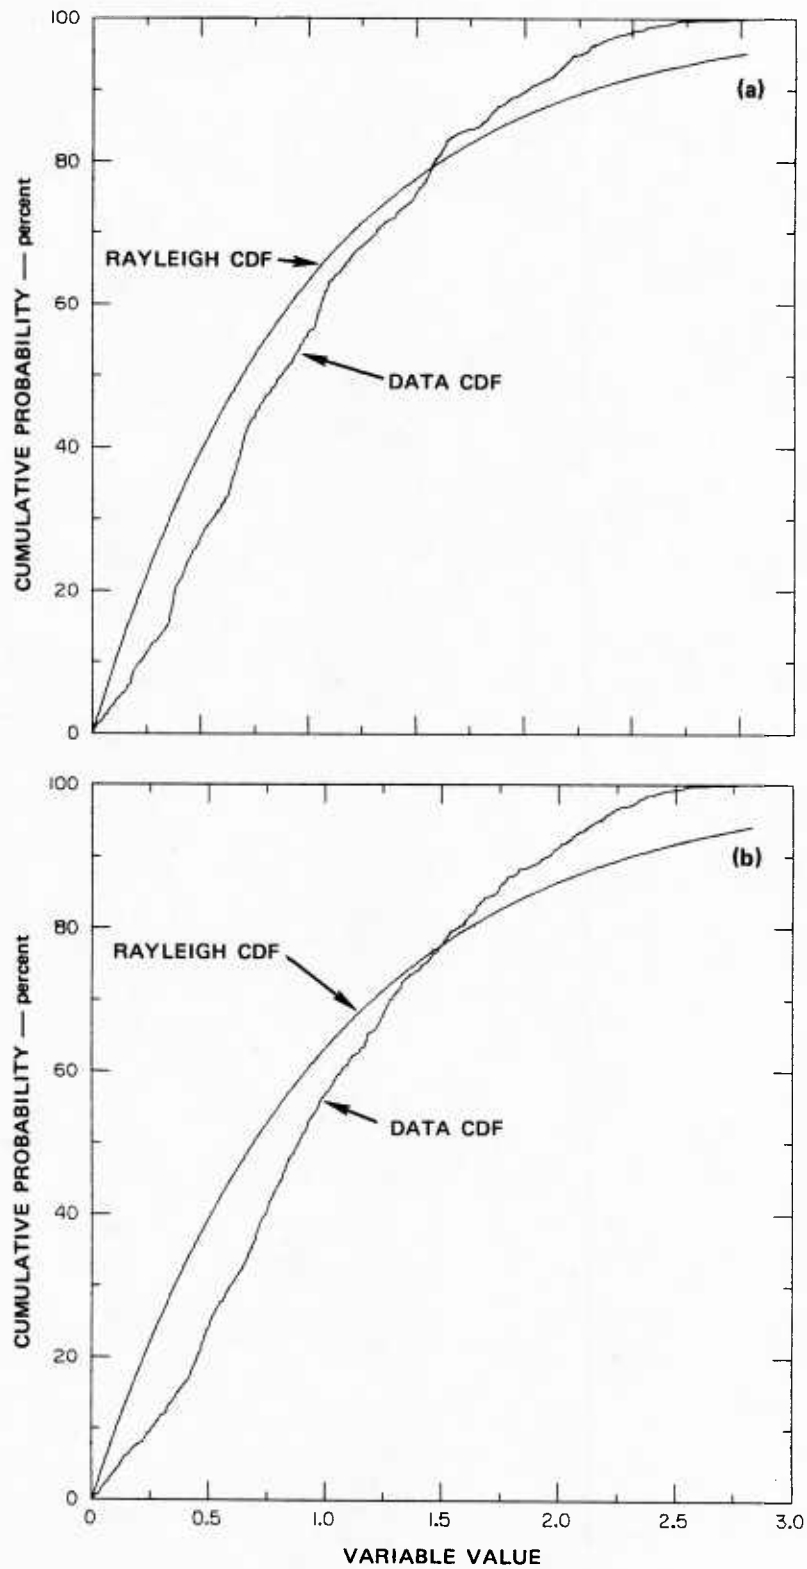 100
(a)
80
RAYLEIGH CDF
60
DATA CDF
40
20
0
CUMULATIVE PROBABILITY — percent
100
(b)
80
RAYLEIGH CDF
60
DATA CDF
40
20
0
CUMULATIVE PROBABILITY — percent
0 0.5 1.0 1.5 2.0 2.5 3.0
VARIABLE VALUE